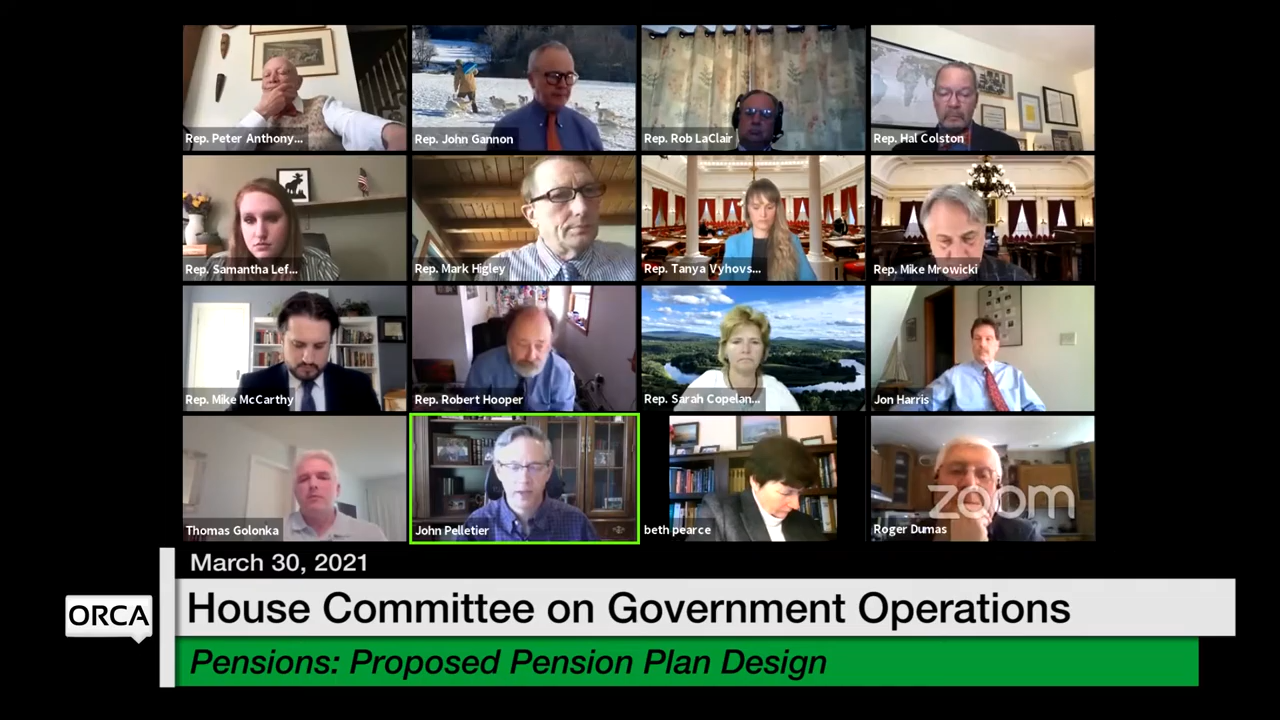 Rep. Peter Anthony...
Rep. John Gannon
Rep. Rob LaClair
Rep. Hal Colston
Rep. Samantha Lef...
Rep. Mark Higley
Rep. Tanya Vyhovs...
Rep. Mike Mrowicki
Rep. Mike McCarthy
Rep. Robert Hooper
Rep. Sarah Copelan...
Jon Harris
Thomas Golonka
John Pelletier
beth pearce
Roger Dumas
zoom
March 30, 2021
ORCA
House Committee on Government Operations
Pensions: Proposed Pension Plan Design